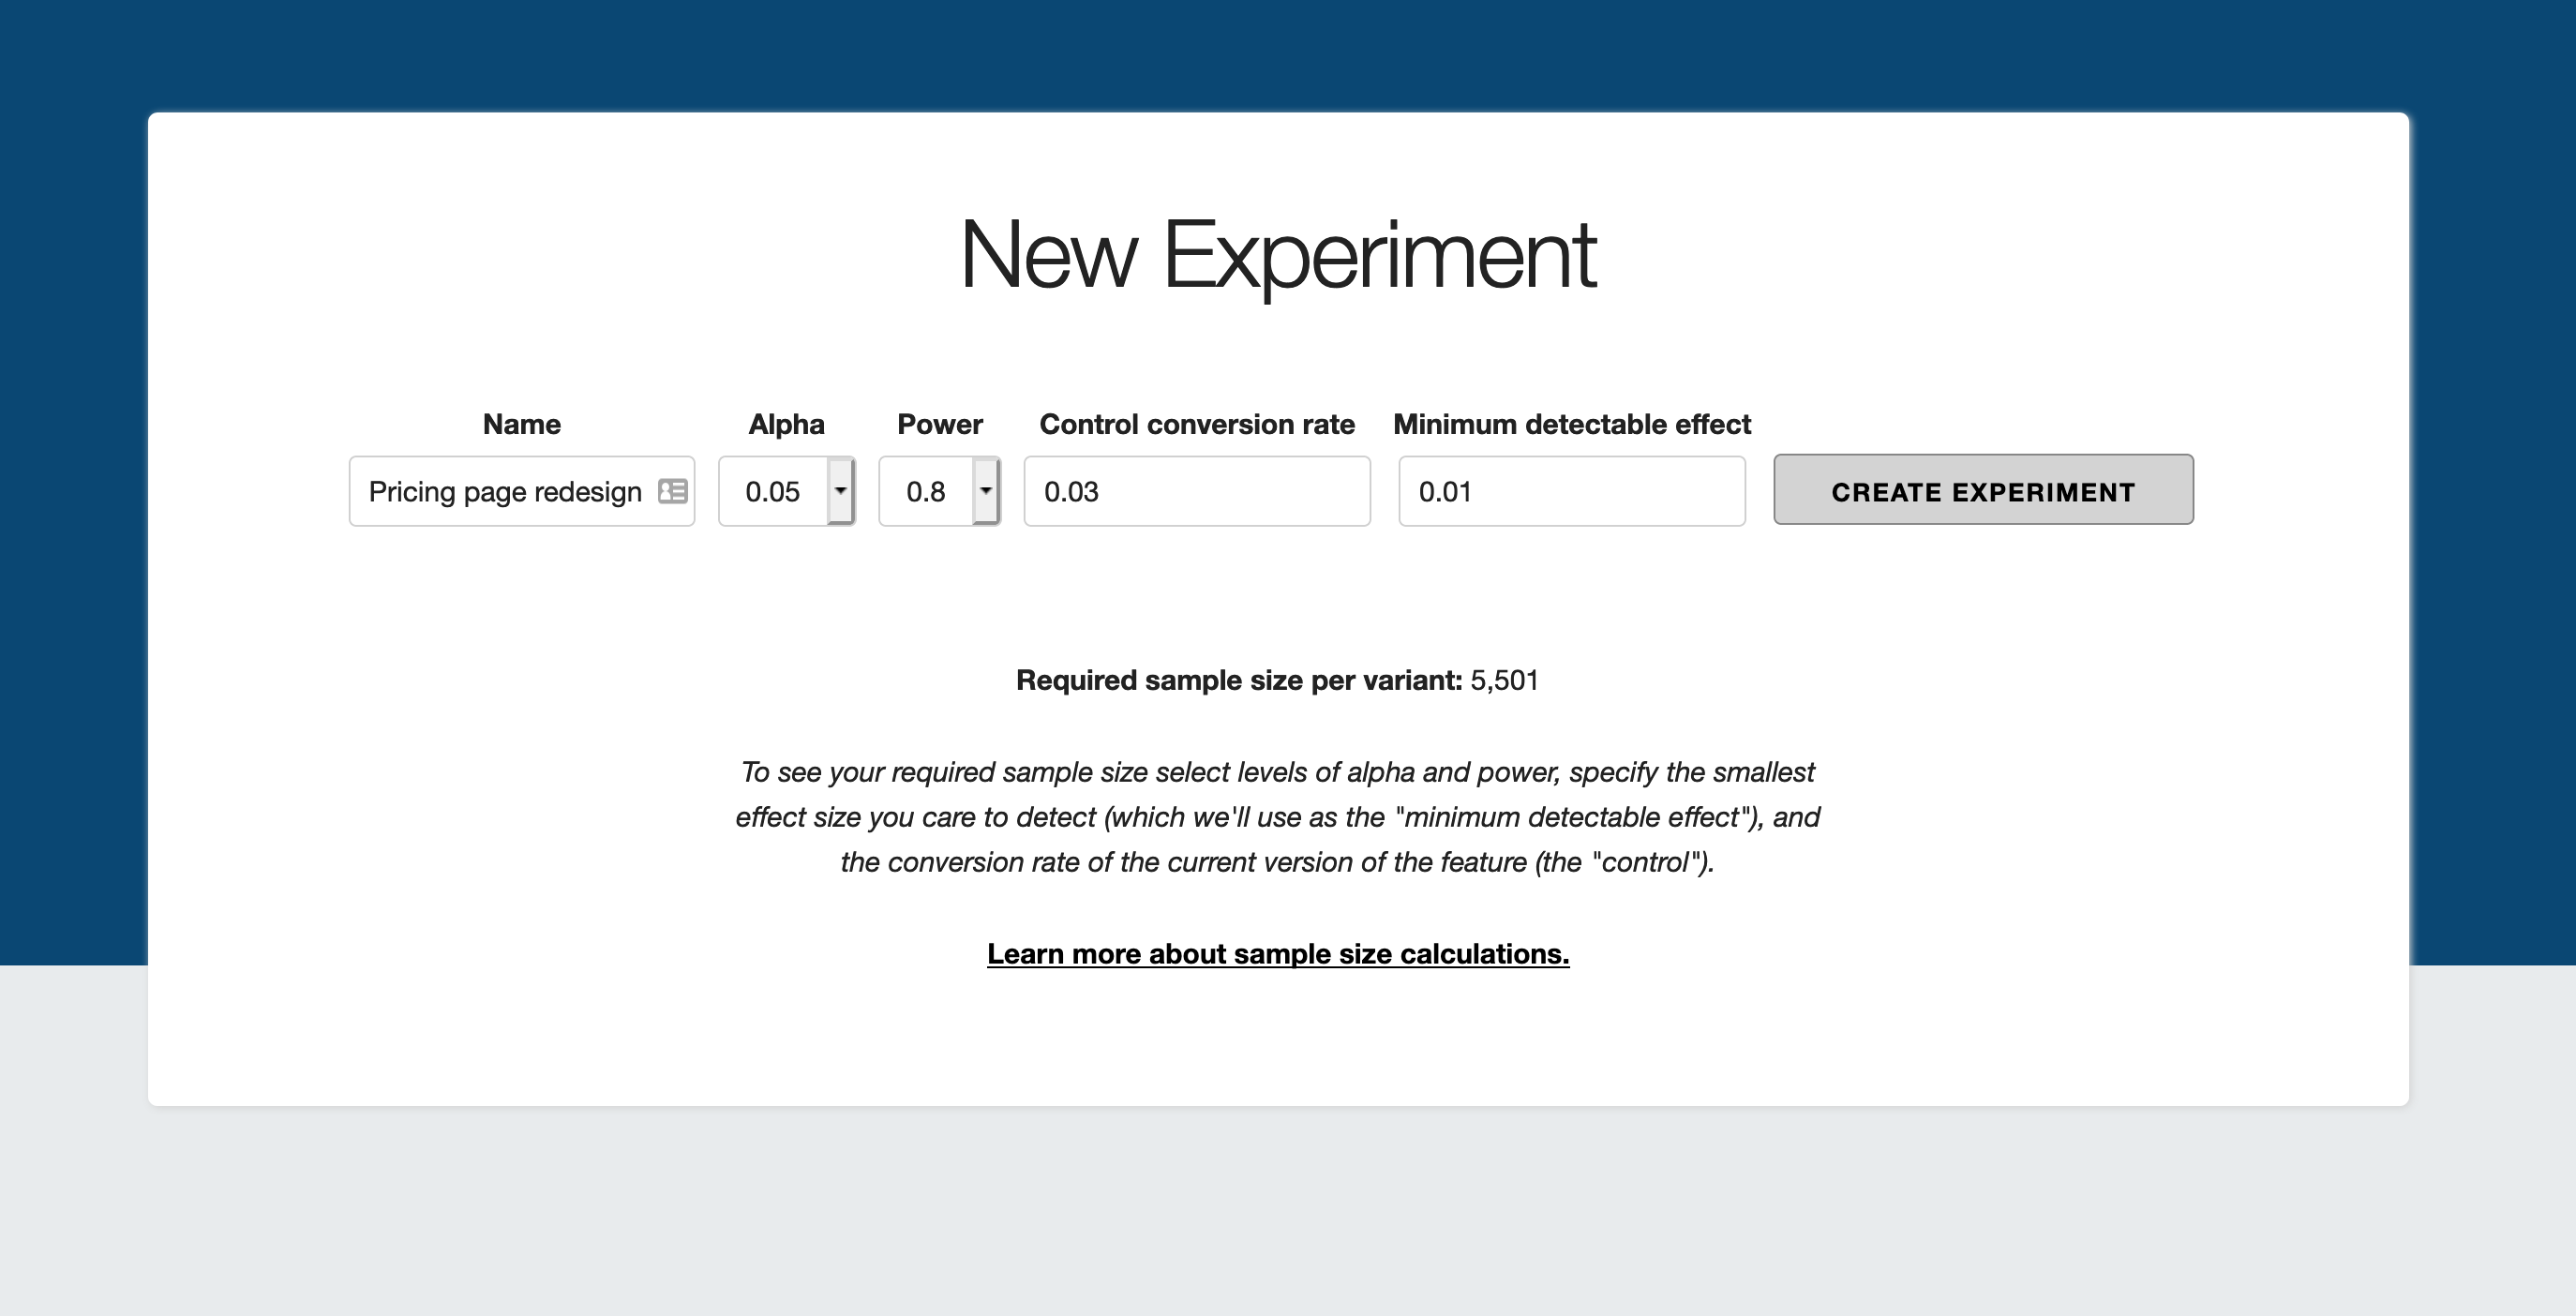 New Experiment
Name Alpha Power Control conversion rate Minimum detectable effect
Pricing page redesign 0.05 0.8 0.03 0.01 CREATE EXPERIMENT
Required sample size per variant: 5,501
To see your required sample size select levels of alpha and power, specify the smallest
effect size you care to detect (which we'll use as the "minimum detectable effect"), and
the conversion rate of the current version of the feature (the "control").
Learn more about sample size calculations.